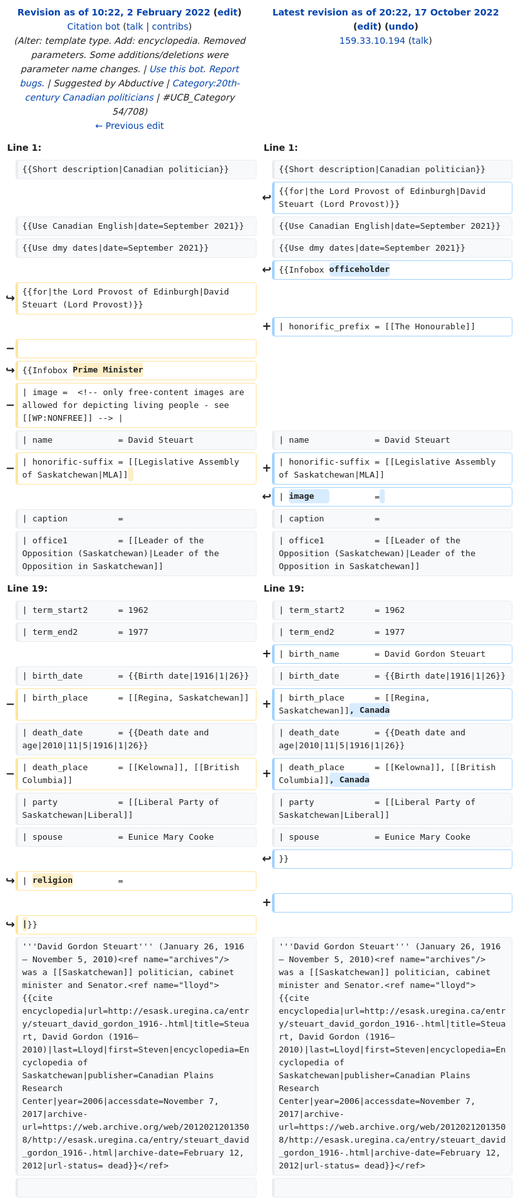 Revision as of 10:22, 2 February 2022 (edit)
Citation bot (talk | contribs)
(Alter: template type. Add: encyclopedia. Removed
parameters. Some additions/deletions were
parameter name changes. | Use this bot. Report
bugs. | Suggested by Abductive | Category:20th-
century Canadian politicians | #UCB_Category
54/708)
← Previous edit
Latest revision as of 20:22, 17 October 2022
(edit) (undo)
159.33.10.194 (talk)
Line 1:
Line 1:
{{Short description|Canadian politician}}
{{Short description|Canadian politician}}
↩
{{for|the Lord Provost of Edinburgh|David
Steuart (Lord Provost)}}
{{Use Canadian English|date=September 2021}}
{{Use Canadian English|date=September 2021}}
{{Use dmy dates|date=September 2021}}
{{Use dmy dates|date=September 2021}}
↩
{{Infobox officeholder
↪
{{for|the Lord Provost of Edinburgh|David
Steuart (Lord Provost)}}
+
| honorific_prefix = [[The Honourable]]
−
↪
{{Infobox Prime Minister
−
| image =  <!-- only free-content images are
allowed for depicting living people - see
[[WP:NONFREE]] --> |
| name           = David Steuart
| name           = David Steuart
−
| honorific-suffix = [[Legislative Assembly
of Saskatchewan|MLA]]
+
| honorific-suffix = [[Legislative Assembly
of Saskatchewan|MLA]]
↩
| image          =
| caption        =
| caption        =
| office1        = [[Leader of the
Opposition (Saskatchewan)|Leader of the
Opposition in Saskatchewan]]
| office1        = [[Leader of the
Opposition (Saskatchewan)|Leader of the
Opposition in Saskatchewan]]
Line 19:
Line 19:
| term_start2    = 1962
| term_start2    = 1962
| term_end2      = 1977
| term_end2      = 1977
+
| birth_name     = David Gordon Steuart
| birth_date     = {{Birth date|1916|1|26}}
| birth_date     = {{Birth date|1916|1|26}}
−
| birth_place    = [[Regina, Saskatchewan]]
+
| birth_place    = [[Regina,
Saskatchewan]], Canada
| death_date     = {{Death date and
age|2010|11|5|1916|1|26}}
| death_date     = {{Death date and
age|2010|11|5|1916|1|26}}
−
| death_place    = [[Kelowna]], [[British
Columbia]]
+
| death_place    = [[Kelowna]], [[British
Columbia]], Canada
| party          = [[Liberal Party of
Saskatchewan|Liberal]]
| party          = [[Liberal Party of
Saskatchewan|Liberal]]
| spouse         = Eunice Mary Cooke
| spouse         = Eunice Mary Cooke
↩
}}
↪
| religion       =
+
↪
|}}
'''David Gordon Steuart''' (January 26, 1916
– November 5, 2010)<ref name="archives"/>
was a [[Saskatchewan]] politician, cabinet
minister and Senator.<ref name="lloyd">
{{cite
encyclopedia|url=http://esask.uregina.ca/entr
y/steuart_david_gordon_1916-.html|title=Steua
rt, David Gordon (1916–
2010)|last=Lloyd|first=Steven|encyclopedia=En
cyclopedia of
Saskatchewan|publisher=Canadian Plains
Research
Center|year=2006|accessdate=November 7,
2017|archive-
url=https://web.archive.org/web/2012021201350
8/http://esask.uregina.ca/entry/steuart_david
_gordon_1916-.html|archive-date=February 12,
2012|url-status= dead}}</ref>
'''David Gordon Steuart''' (January 26, 1916
– November 5, 2010)<ref name="archives"/>
was a [[Saskatchewan]] politician, cabinet
minister and Senator.<ref name="lloyd">
{{cite
encyclopedia|url=http://esask.uregina.ca/entr
y/steuart_david_gordon_1916-.html|title=Steua
rt, David Gordon (1916–
2010)|last=Lloyd|first=Steven|encyclopedia=En
cyclopedia of
Saskatchewan|publisher=Canadian Plains
Research
Center|year=2006|accessdate=November 7,
2017|archive-
url=https://web.archive.org/web/2012021201350
8/http://esask.uregina.ca/entry/steuart_david
_gordon_1916-.html|archive-date=February 12,
2012|url-status= dead}}</ref>